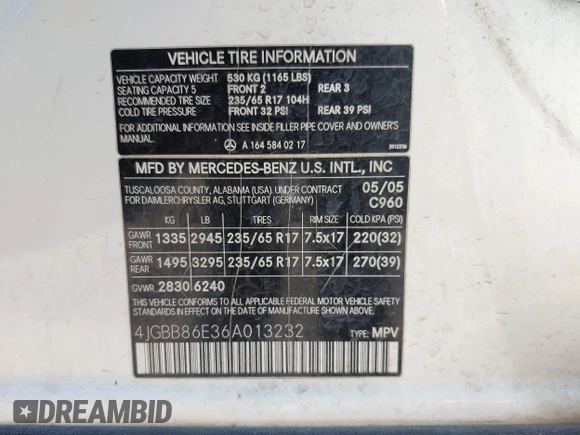 VEHICLE TIRE INFORMATION
VEHICLE CAPACITY WEIGHT 530 KG (1165 LBS)
SEATING CAPACITY 5 FRONT 2 REAR 3
RECOMMENDED TIRE SIZE 235/65 R17 104H
COLD TIRE PRESSURE FRONT 32 PSI REAR 39 PSI
FOR ADDITIONAL INFORMATION SEE INSIDE FILLER PIPE COVER AND OWNER'S
MANUAL
A 164 584 02 17
MFD BY MERCEDES-BENZ U.S. INTL., INC
TUSCALOOSA COUNTY, ALABAMA (USA) UNDER CONTRACT 05/05
FOR DAIMLERCHRYSLER AG, STUTTGART (GERMANY) C960
KG LB TIRES RIM SIZE COLD KPA (PSI)
GAWR
FRONT 1335 2945 235/65 R17 7.5x17 220(32)
GAWR
REAR 1495 3295 235/65 R17 7.5x17 270(39)
GVWR 2830 6240
THIS VEHICLE CONFORMS TO ALL APPLICABLE FEDERAL MOTOR VEHICLE SAFETY
STANDARDS IN EFFECT ON THE DATE OF MANUFACTURE SHOWN ABOVE.
4JGBB86E36A013232 TYPE: MPV
DREAMBID DREAMBID